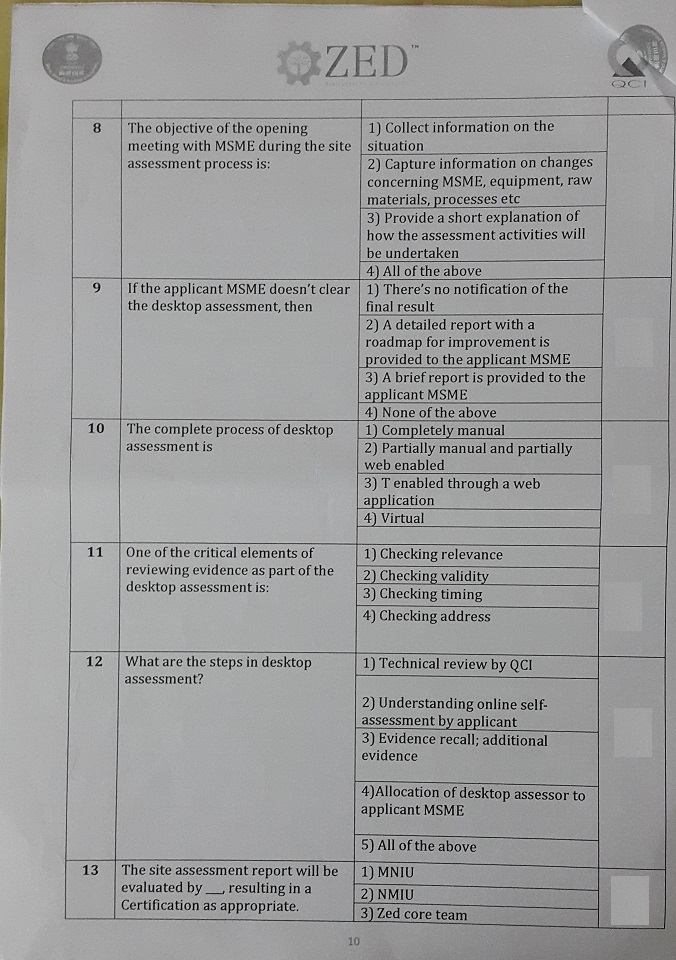 ZED™
QCI
8
The objective of the opening
meeting with MSME during the site
assessment process is:
1) Collect information on the
situation
2) Capture information on changes
concerning MSME, equipment, raw
materials, processes etc
3) Provide a short explanation of
how the assessment activities will
be undertaken
4) All of the above
9
If the applicant MSME doesn't clear
the desktop assessment, then
1) There's no notification of the
final result
2) A detailed report with a
roadmap for improvement is
provided to the applicant MSME
3) A brief report is provided to the
applicant MSME
4) None of the above
10
The complete process of desktop
assessment is
1) Completely manual
2) Partially manual and partially
web enabled
3) T enabled through a web
application
4) Virtual
11
One of the critical elements of
reviewing evidence as part of the
desktop assessment is:
1) Checking relevance
2) Checking validity
3) Checking timing
4) Checking address
12
What are the steps in desktop
assessment?
1) Technical review by QCI
2) Understanding online self-
assessment by applicant
3) Evidence recall; additional
evidence
4)Allocation of desktop assessor to
applicant MSME
5) All of the above
13
The site assessment report will be
evaluated by ___, resulting in a
Certification as appropriate.
1) MNIU
2) NMIU
3) Zed core team
10